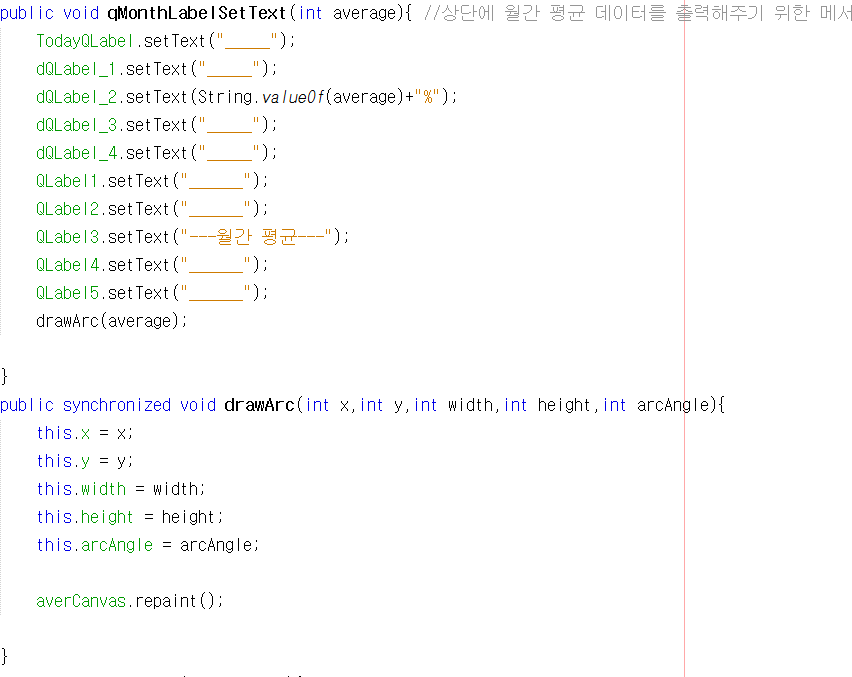 public void qMonthLabelSetText(int average){ //상단에 월간 평균 데이터를 출력해주기 위한 메서
TodayQLabel.setText("_____");
dQLabel_1.setText("_____");
dQLabel_2.setText(String.valueOf(average)+"%");
dQLabel_3.setText("_____");
dQLabel_4.setText("_____");
QLabel1.setText("______");
QLabel2.setText("______");
QLabel3.setText("---월간 평균---");
QLabel4.setText("______");
QLabel5.setText("______");
drawArc(average);
}
public synchronized void drawArc(int x,int y,int width,int height,int arcAngle){
this.x = x;
this.y = y;
this.width = width;
this.height = height;
this.arcAngle = arcAngle;
averCanvas.repaint();
}